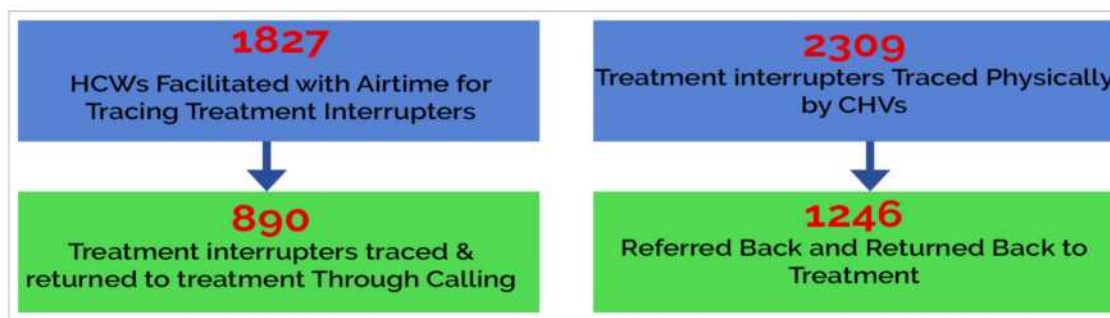 1827
HCWs Facilitated with Airtime for
Tracing Treatment Interrupters
890
Treatment interrupters traced &
returned to treatment Through Calling
2309
Treatment interrupters Traced Physically
by CHVs
1246
Referred Back and Returned Back to
Treatment